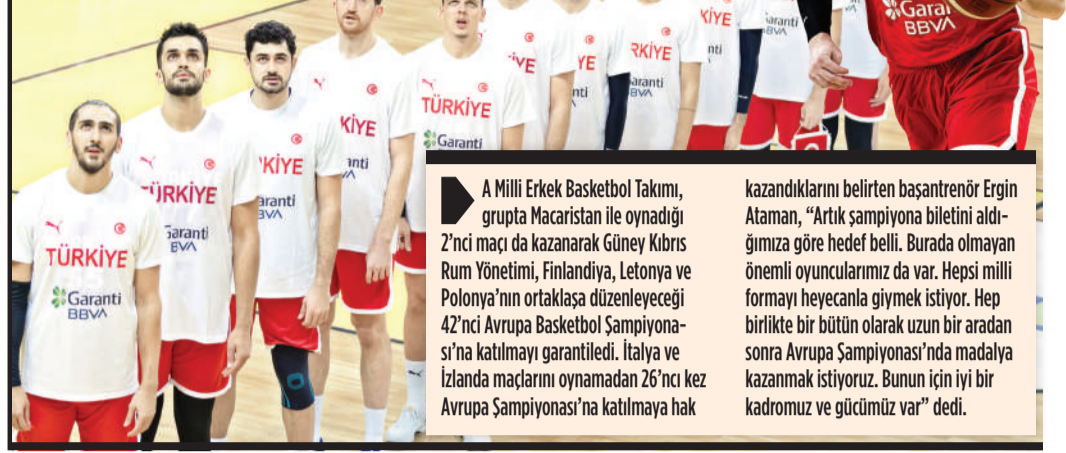 Garanti
BBVA
TÜRKİYE
Garanti
BBVA
TÜRKİYE
Garanti
TÜRKİYE
A Milli Erkek Basketbol Takımı,
grupta Macaristan ile oynadığı
2’nci maçı da kazanarak Güney Kıbrıs
Rum Yönetimi, Finlandiya, Letonya ve
Polonya’nın ortaklaşa düzenleyeceği
42’nci Avrupa Basketbol Şampiyona-
sı’na katılmayı garantiledi. İtalya ve
İzlanda maçlarını oynamadan 26’ncı kez
Avrupa Şampiyonası’na katılmaya hak
kazandıklarını belirten başantrenör Ergin
Ataman, “Artık şampiyona biletini aldı-
ğımıza göre hedef belli. Burada olmayan
önemli oyuncularımız da var. Hepsi milli
formayı heyecanla giymek istiyor. Hep
birlikte bir bütün olarak uzun bir aradan
sonra Avrupa Şampiyonası’nda madalya
kazanmak istiyoruz. Bunun için iyi bir
kadromuz ve gücümüz var” dedi.